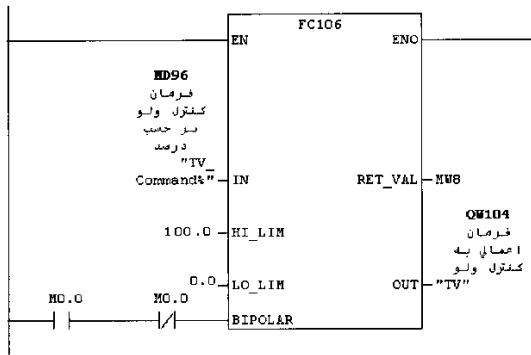 FC106
EN
ENO
MD96
فرمان
کنترل ولو
بر حسب
درصد
"TV_
Command%"
IN
RET_VAL
MW8
100.0
HI_LIM
QW104
فرمان
اعمالي به
کنترل ولو
0.0
LO_LIM
OUT
"TV"
M0.0
M0.0
BIPOLAR